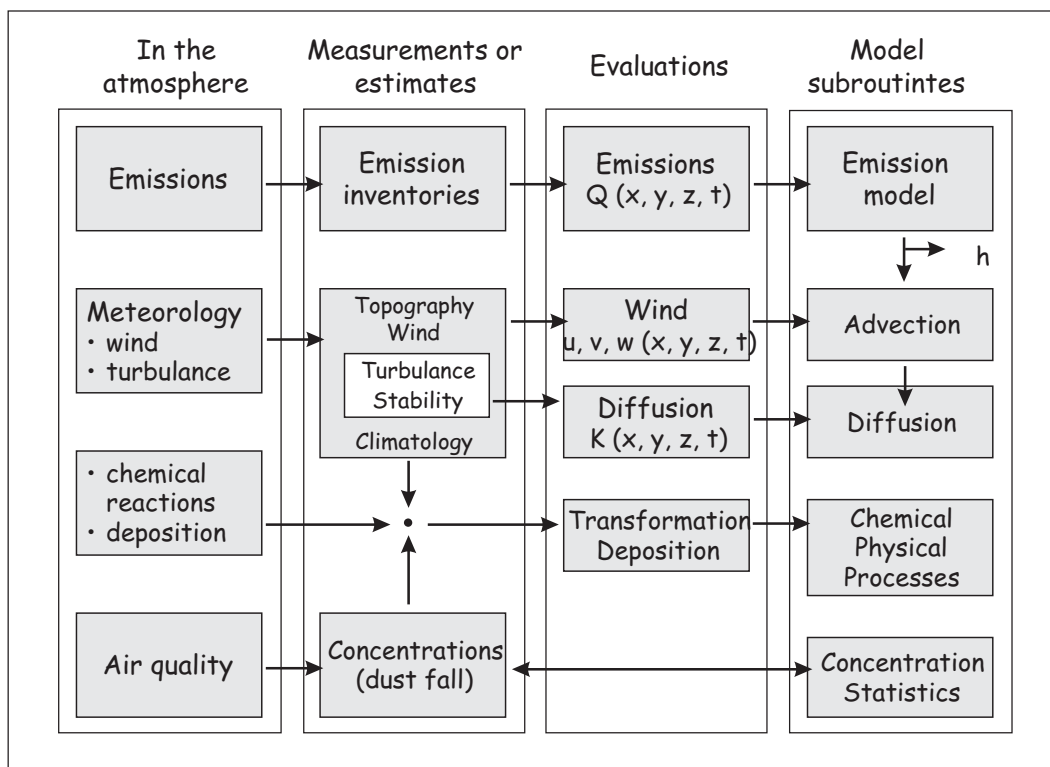 In the
atmosphere
Measurements or
estimates
Evaluations
Model
subroutintes
Emissions
Emission
inventories
Emissions
Q (x, y, z, t)
Emission
model
h
Meteorology
• wind
• turbulance
Topography
Wind
Turbulance
Stability
Climatology
Wind
u, v, w (x, y, z, t)
Advection
Diffusion
K (x, y, z, t)
Diffusion
• chemical
reactions
• deposition
Transformation
Deposition
Chemical
Physical
Processes
Air quality
Concentrations
(dust fall)
Concentration
Statistics